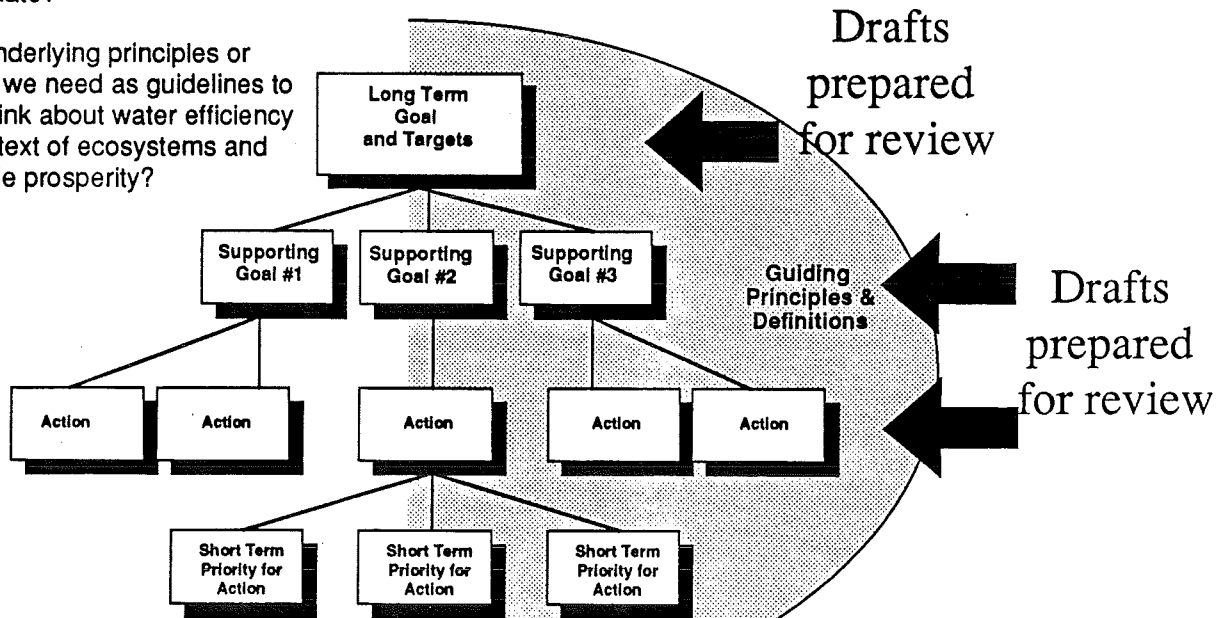 nderlying principles or
we need as guidelines to
ink about water efficiency
text of ecosystems and
e prosperity?
Drafts
prepared
for review
Long Term
Goal
and Targets
Supporting
Goal #1
Supporting
Goal #2
Supporting
Goal #3
Guiding
Principles &
Definitions
Drafts
prepared
for review
Action
Action
Action
Action
Action
Short Term
Priority for
Action
Short Term
Priority for
Action
Short Term
Priority for
Action